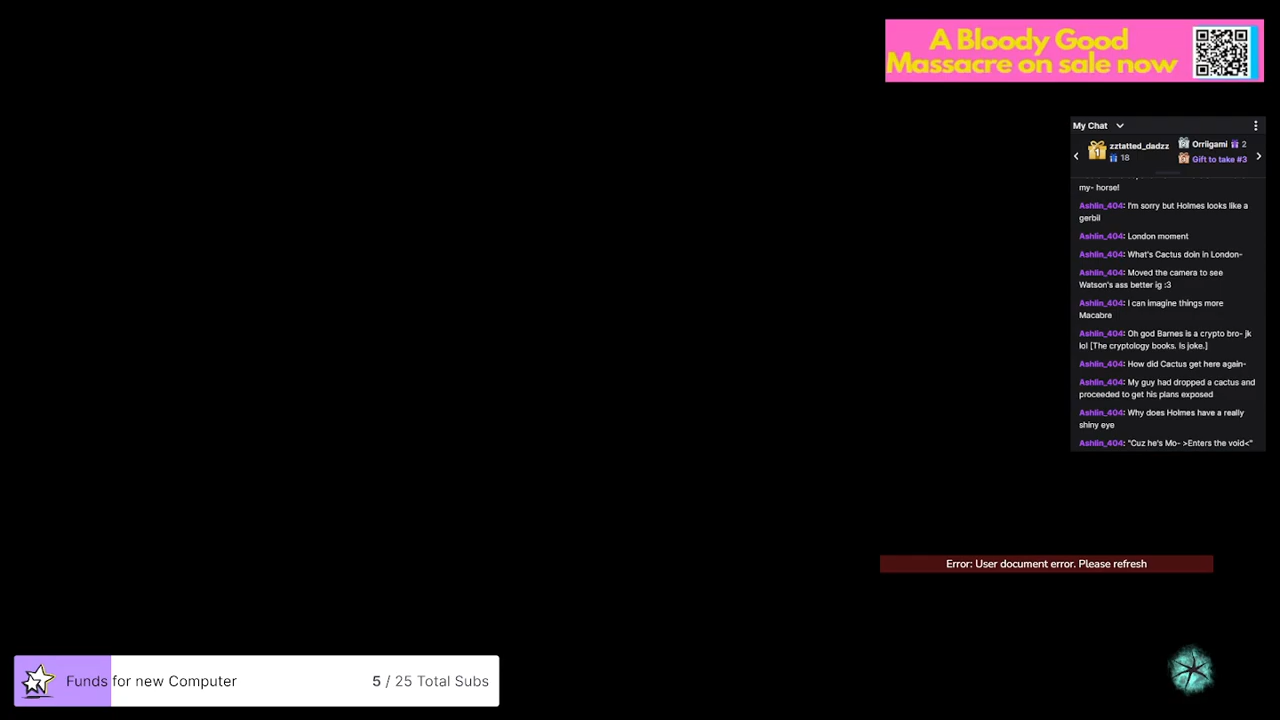 A Bloody Good
Massacre on sale now
My Chat
zztatted_dadzz
18
Orriigami 2
Gift to take #3
1
my- horse!
Ashlin_404: I'm sorry but Holmes looks like a
gerbil
Ashlin_404: London moment
Ashlin_404: What's Cactus doin in London-
Ashlin_404: Moved the camera to see
Watson's ass better ig :3
Ashlin_404: I can imagine things more
Macabre
Ashlin_404: Oh god Barnes is a crypto bro- jk
lol [The cryptology books. Is joke.]
Ashlin_404: How did Cactus get here again-
Ashlin_404: My guy had dropped a cactus and
proceeded to get his plans exposed
Ashlin_404: Why does Holmes have a really
shiny eye
Ashlin_404: "Cuz he's Mo- >Enters the void<"
Error: User document error. Please refresh
Funds for new Computer
5 / 25 Total Subs